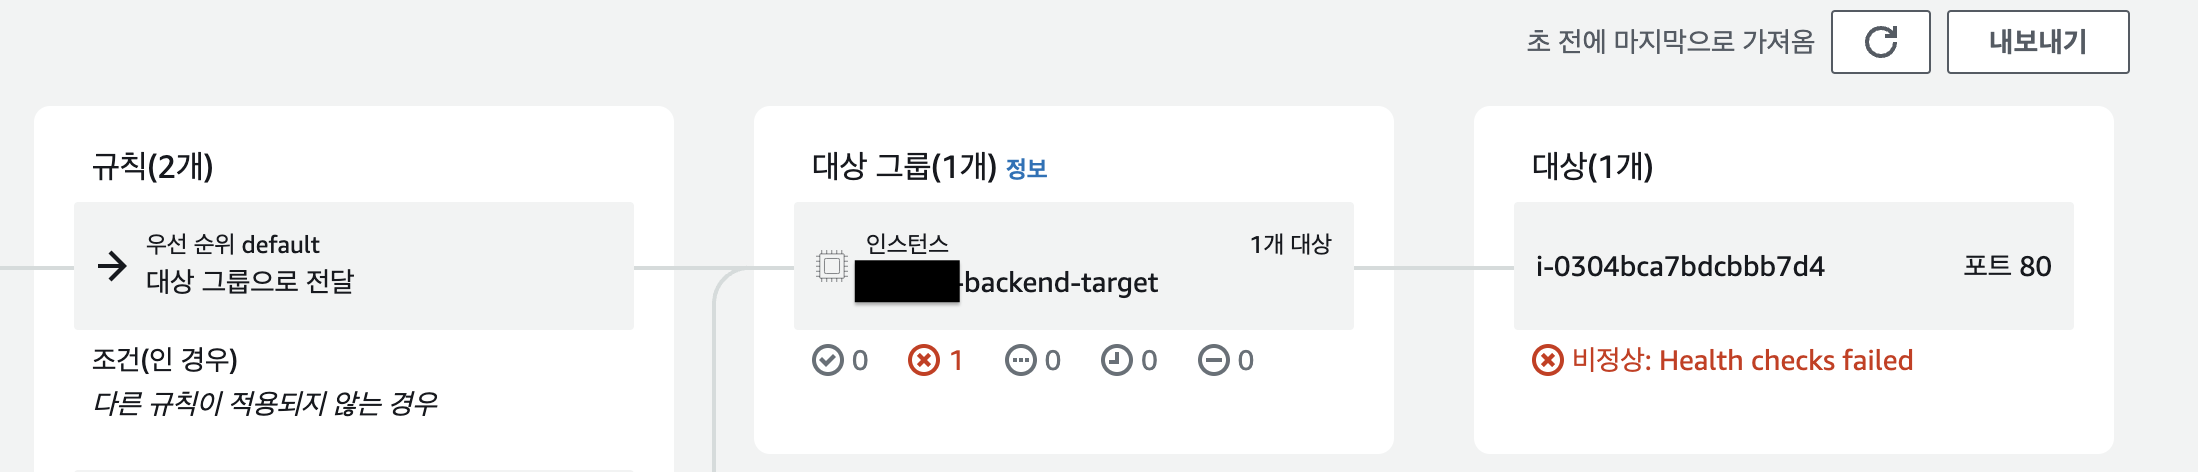 초 전에 마지막으로 가져옴
내보내기
규칙(2개)
우선 순위 default
대상 그룹으로 전달
조건(인 경우)
다른 규칙이 적용되지 않는 경우
대상 그룹(1개) 정보
인스턴스
1개 대상
-backend-target
0 1 0 0 0
대상(1개)
i-0304bca7bdcbbb7d4
포트 80
비정상: Health checks failed